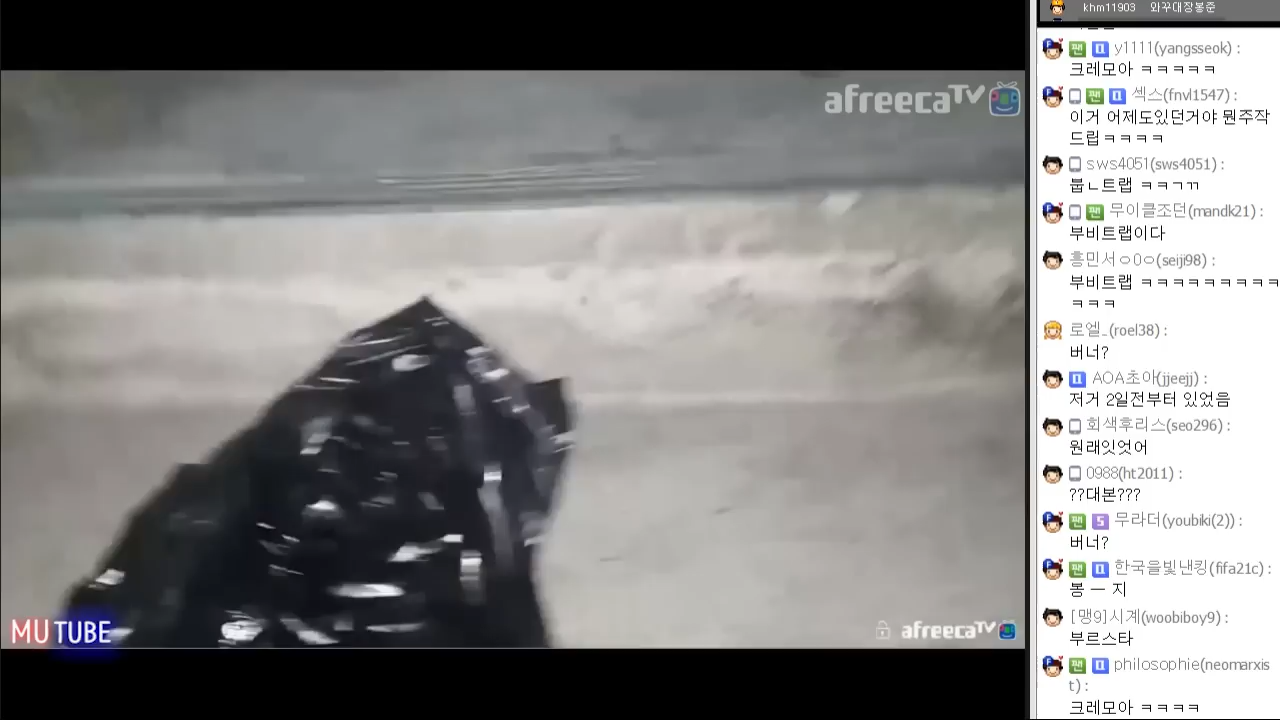 khm11903 와꾸대장봉준
afreecaTV
y1111(yangsseok) :
크레모아 ㅋㅋㅋㅋㅋ
팬 섹스(fnvl1547) :
이거 어제도있던거야 뭔주작
드립ㅋㅋㅋㅋ
sws4051(sws4051) :
붑ㄴ트랩 ㅋㅋㄱㄲ
팬 무이클조던(mandk21) :
부비트랩이다
흥민서ㅇ0ㅇ(seiji98) :
부비트랩 ㅋㅋㅋㅋㅋㅋㅋㅋㅋ
ㅋㅋㅋ
로엘_(roel38) :
버너?
AOA초아(jjeejj) :
저거 2일전부터 있었음
회색후리스(seo296) :
원래잇엇어
0988(ht2011) :
??대본???
팬 S 무라더(youbiki(2)) :
버너?
팬 한국을빛낸킹(fifa21c) :
봉 ㅡ 지
[맹9]시계(woobiboy9) :
부르스타
팬 philosophie(neomarxis
t) :
크레모아 ㅋㅋㅋㅋ
MUTUBE
afreecaTV